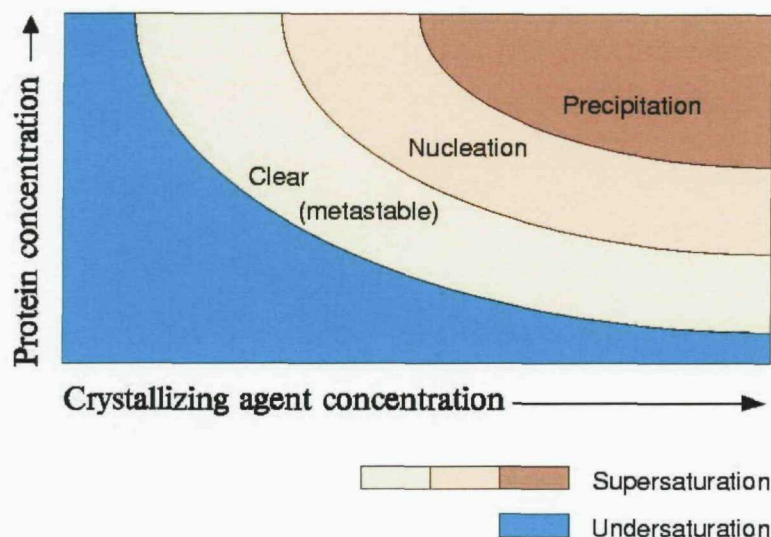 Protein concentration
Precipitation
Nucleation
Clear
(metastable)
Crystallizing agent concentration
Supersaturation
Undersaturation